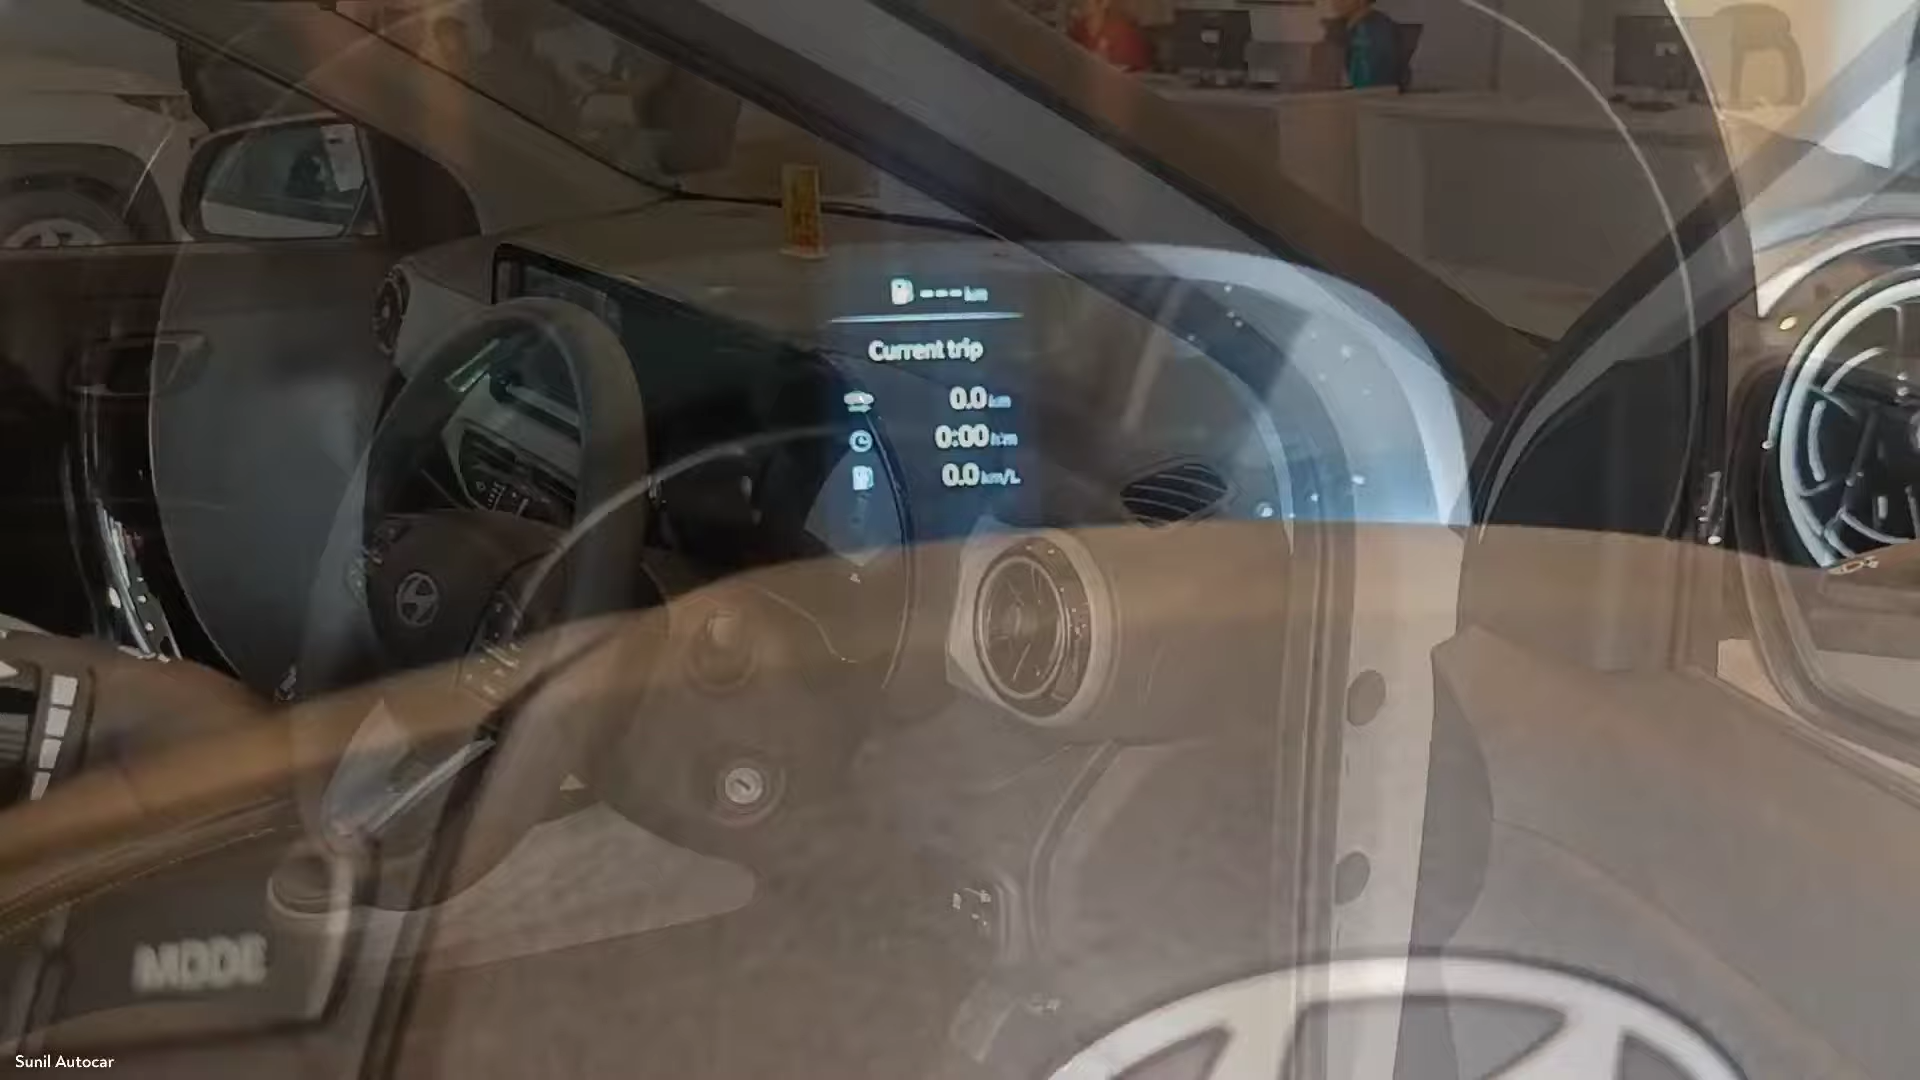 --- km
Current trip
0.0 km
0:00 h:m
0.0 km/L
MODE
Sunil Autocar